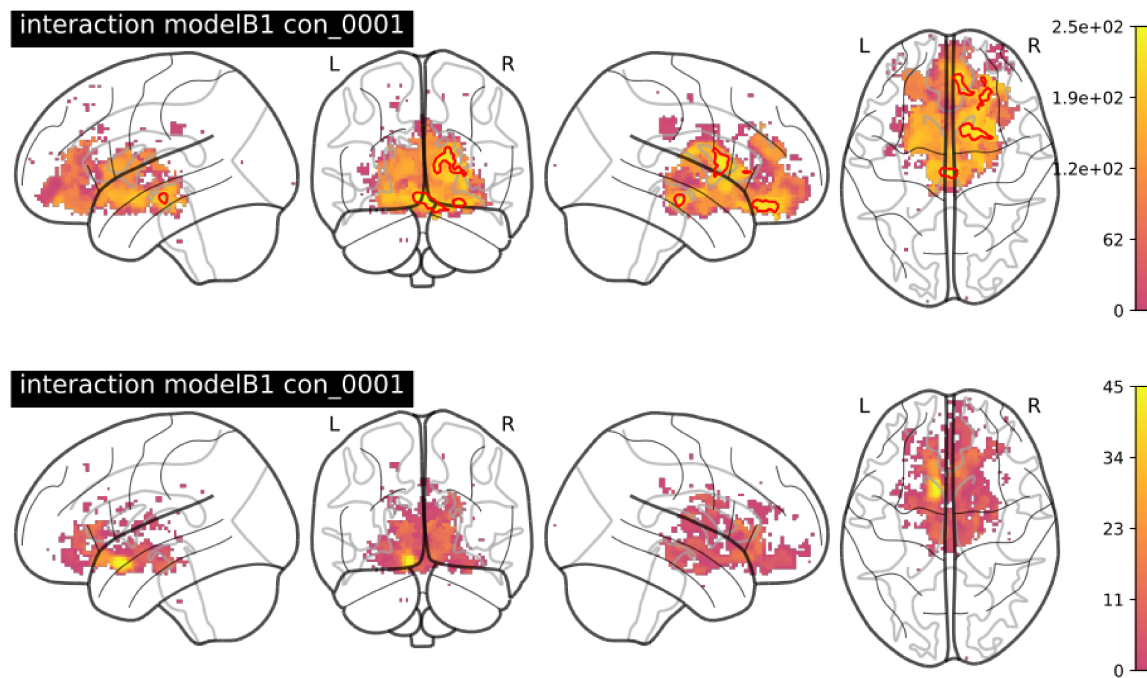 interaction modelB1 con_0001
L R L R
2.5e+02
1.9e+02
1.2e+02
62
0
interaction modelB1 con_0001
L R L R
45
34
23
11
0